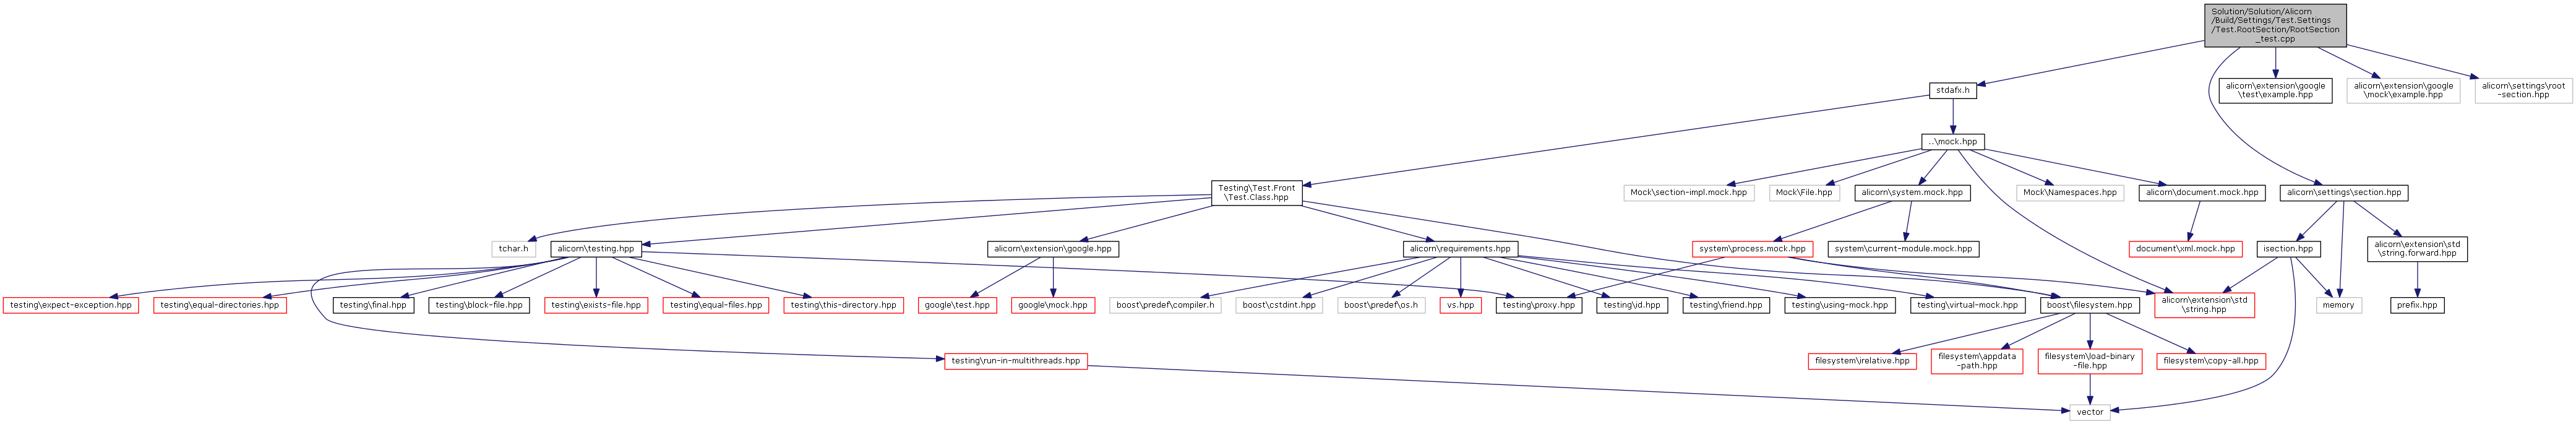 Solution/Solution/Alicorn
/Build/Settings/Test.Settings
/Test.RootSection/RootSection
_test.cpp
stdafx.h
alicorn\extension\google
\test\example.hpp
alicorn\extension\google
\mock\example.hpp
alicorn\settings\root
-section.hpp
..\mock.hpp
Testing\Test.Front
\Test.Class.hpp
Mock\section-impl.mock.hpp
Mock\File.hpp
alicorn\system.mock.hpp
Mock\Namespaces.hpp
alicorn\document.mock.hpp
alicorn\settings\section.hpp
tchar.h
alicorn\testing.hpp
alicorn\extension\google.hpp
alicorn\requirements.hpp
system\process.mock.hpp
system\current-module.mock.hpp
document\xml.mock.hpp
isection.hpp
alicorn\extension\std
\string.forward.hpp
testing\expect-exception.hpp
testing\equal-directories.hpp
testing\final.hpp
testing\block-file.hpp
testing\exists-file.hpp
testing\equal-files.hpp
testing\this-directory.hpp
google\test.hpp
google\mock.hpp
boost\predef\compiler.h
boost\cstdint.hpp
boost\predef\os.h
vs.hpp
testing\proxy.hpp
testing\id.hpp
testing\friend.hpp
testing\using-mock.hpp
testing\virtual-mock.hpp
boost\filesystem.hpp
alicorn\extension\std
\string.hpp
memory
prefix.hpp
testing\run-in-multithreads.hpp
filesystem\irelative.hpp
filesystem\appdata
-path.hpp
filesystem\load-binary
-file.hpp
filesystem\copy-all.hpp
vector